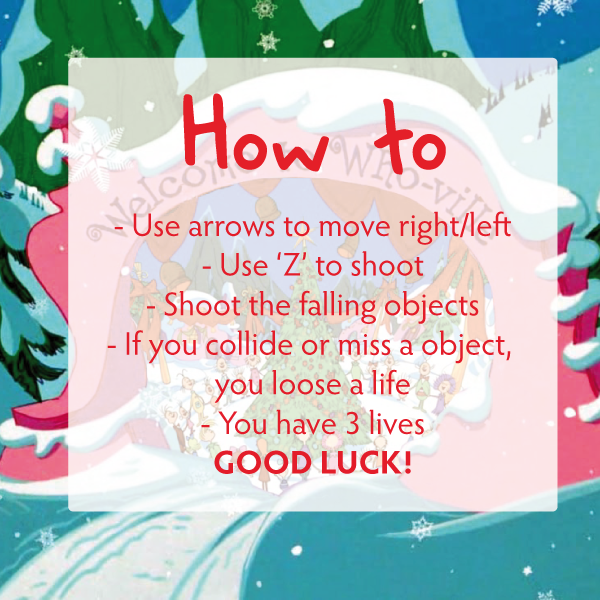 Welcome to Who-ville
How to
- Use arrows to move right/left
- Use ‘Z’ to shoot
- Shoot the falling objects
- If you collide or miss a object,
you loose a life
- You have 3 lives
GOOD LUCK!